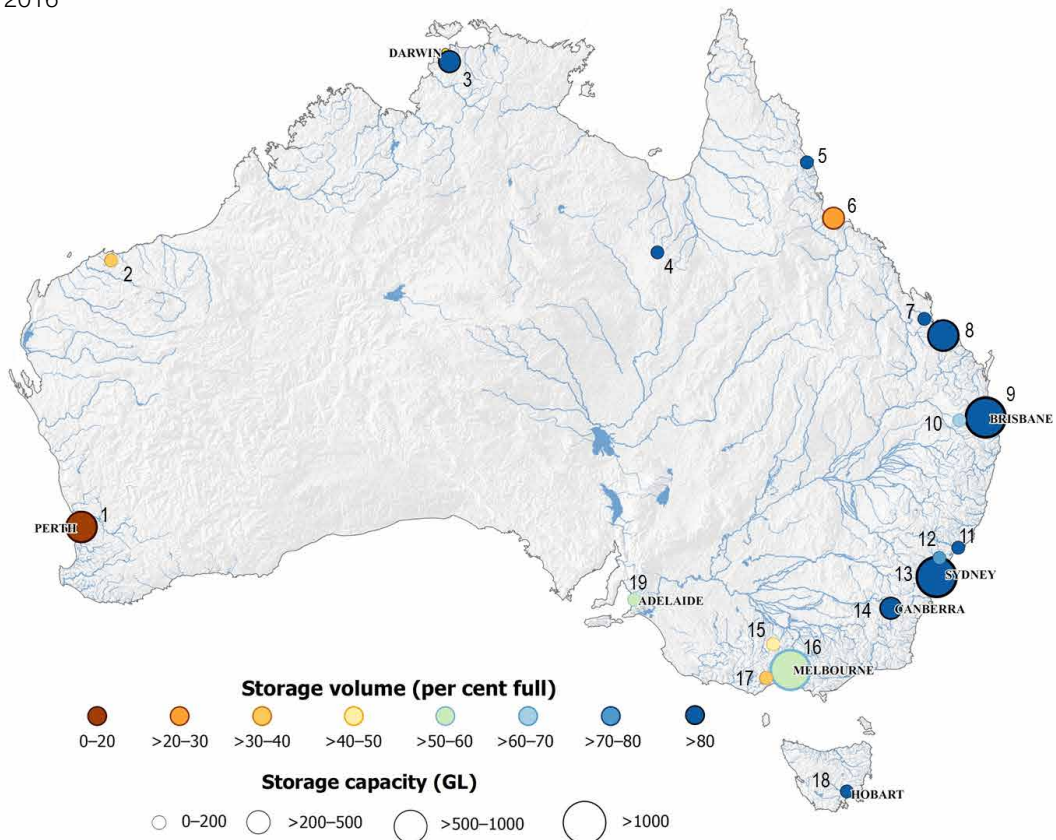 2016
DARWIN
3
5
6
4
2
7
8
9
10
BRISBANE
1
PERTH
12
11
13
SYDNEY
19
ADELAIDE
14
CANBERRA
15
16
MELBOURNE
17
18
HOBART
Storage volume (per cent full)
0–20 >20–30 >30–40 >40–50 >50–60 >60–70 >70–80 >80
Storage capacity (GL)
0–200 >200–500 >500–1000 >1000